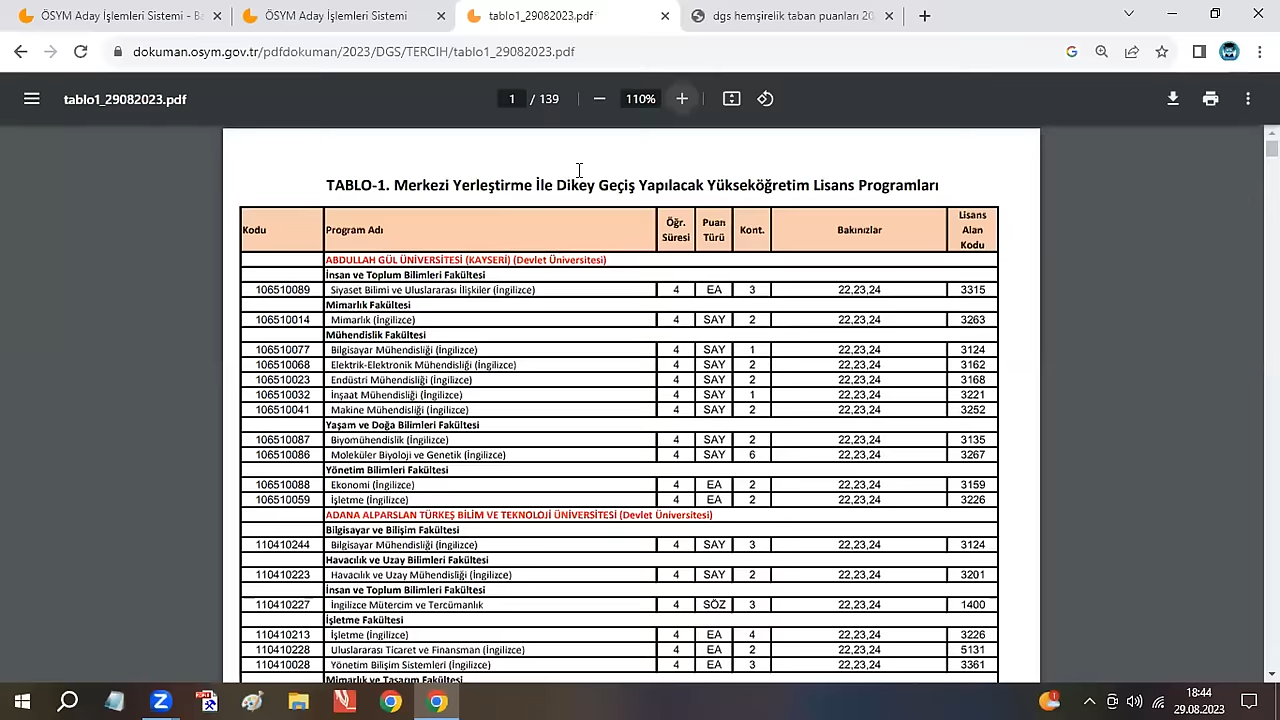 ÖSYM Aday İşlemleri Sistemi - Ba
ÖSYM Aday İşlemleri Sistemi
tablo1_29082023.pdf
dgs hemşirelik taban puanları 20
dokuman.osym.gov.tr/pdfdokuman/2023/DGS/TERCIH/tablo1_29082023.pdf
tablo1_29082023.pdf
1 / 139
110%
TABLO-1. Merkezi Yerleştirme İle Dikey Geçiş Yapılacak Yükseköğretim Lisans Programları
Kodu Program Adı Öğr. Süresi Puan Türü Kont. Bakınızlar Lisans Alan Kodu
ABDULLAH GÜL ÜNİVERSİTESİ (KAYSERİ) (Devlet Üniversitesi)
İnsan ve Toplum Bilimleri Fakültesi
106510089 Siyaset Bilimi ve Uluslararası İlişkiler (İngilizce) 4 EA 3 22,23,24 3315
Mimarlık Fakültesi
106510014 Mimarlık (İngilizce) 4 SAY 2 22,23,24 3263
Mühendislik Fakültesi
106510077 Bilgisayar Mühendisliği (İngilizce) 4 SAY 1 22,23,24 3124
106510068 Elektrik-Elektronik Mühendisliği (İngilizce) 4 SAY 2 22,23,24 3162
106510023 Endüstri Mühendisliği (İngilizce) 4 SAY 2 22,23,24 3168
106510032 İnşaat Mühendisliği (İngilizce) 4 SAY 1 22,23,24 3221
106510041 Makine Mühendisliği (İngilizce) 4 SAY 2 22,23,24 3252
Yaşam ve Doğa Bilimleri Fakültesi
106510087 Biyomühendislik (İngilizce) 4 SAY 2 22,23,24 3135
106510086 Moleküler Biyoloji ve Genetik (İngilizce) 4 SAY 6 22,23,24 3267
Yönetim Bilimleri Fakültesi
106510088 Ekonomi (İngilizce) 4 EA 2 22,23,24 3159
106510059 İşletme (İngilizce) 4 EA 2 22,23,24 3226
ADANA ALPARSLAN TÜRKEŞ BİLİM VE TEKNOLOJİ ÜNİVERSİTESİ (Devlet Üniversitesi)
Bilgisayar ve Bilişim Fakültesi
110410244 Bilgisayar Mühendisliği (İngilizce) 4 SAY 3 22,23,24 3124
Havacılık ve Uzay Bilimleri Fakültesi
110410223 Havacılık ve Uzay Mühendisliği (İngilizce) 4 SAY 2 22,23,24 3201
İnsan ve Toplum Bilimleri Fakültesi
110410227 İngilizce Mütercim ve Tercümanlık 4 SÖZ 3 22,23,24 1400
İşletme Fakültesi
110410213 İşletme (İngilizce) 4 EA 4 22,23,24 3226
110410228 Uluslararası Ticaret ve Finansman (İngilizce) 4 EA 2 22,23,24 5131
110410028 Yönetim Bilişim Sistemleri (İngilizce) 4 EA 3 22,23,24 3361
Mimarlık ve Tasarım Fakültesi
18:44
29.08.2023